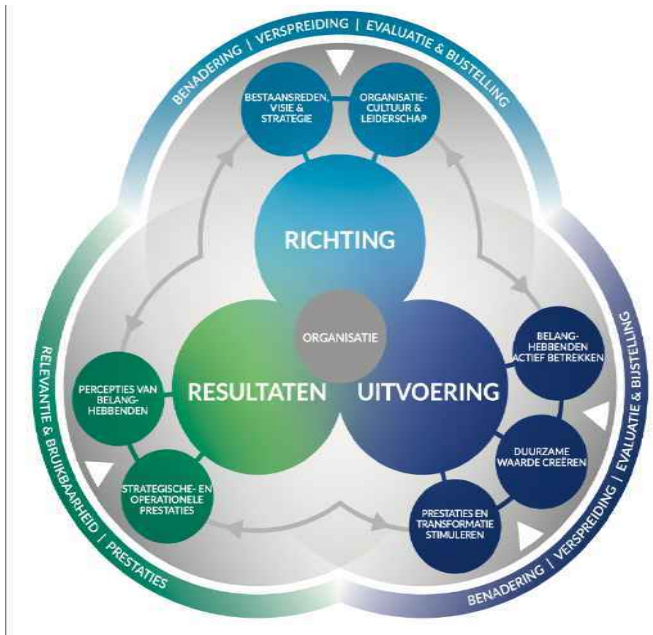 BENADERING | VERSPREIDING | EVALUATIE & BIJSTELLING
BESTAANSREDEN,
VISIE &
STRATEGIE
ORGANISATIE-
CULTUUR &
LEIDERSCHAP
RICHTING
ORGANISATIE
RESULTATEN
UITVOERING
BELANG-
HEBBENDEN
ACTIEF BETREKKEN
DUURZAME
WAARDE CREËREN
PRESTATIES EN
TRANSFORMATIE
STIMULEREN
PERCEPTIES VAN
BELANG-
HEBBENDEN
STRATEGISCHE- EN
OPERATIONELE
PRESTATIES
RELEVANTIE & BRUIKBAARHEID | PRESTATIES
BENADERING | VERSPREIDING | EVALUATIE & BIJSTELLING